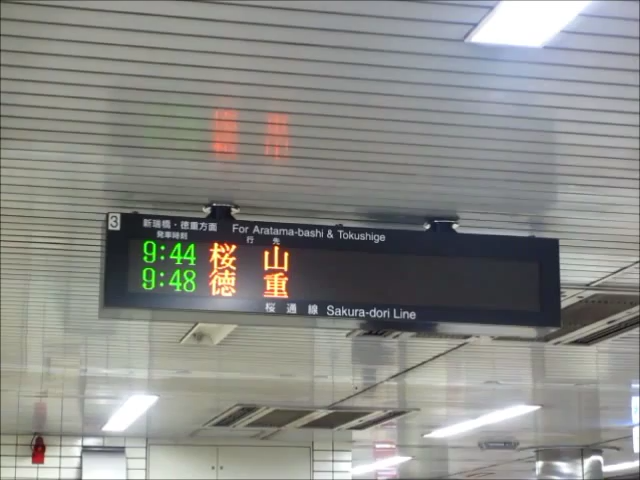 3 新瑞橋・徳重方面 For Aratama-bashi & Tokushige
発車時刻 行先
9:44 桜山
9:48 徳重
桜通線 Sakura-dori Line